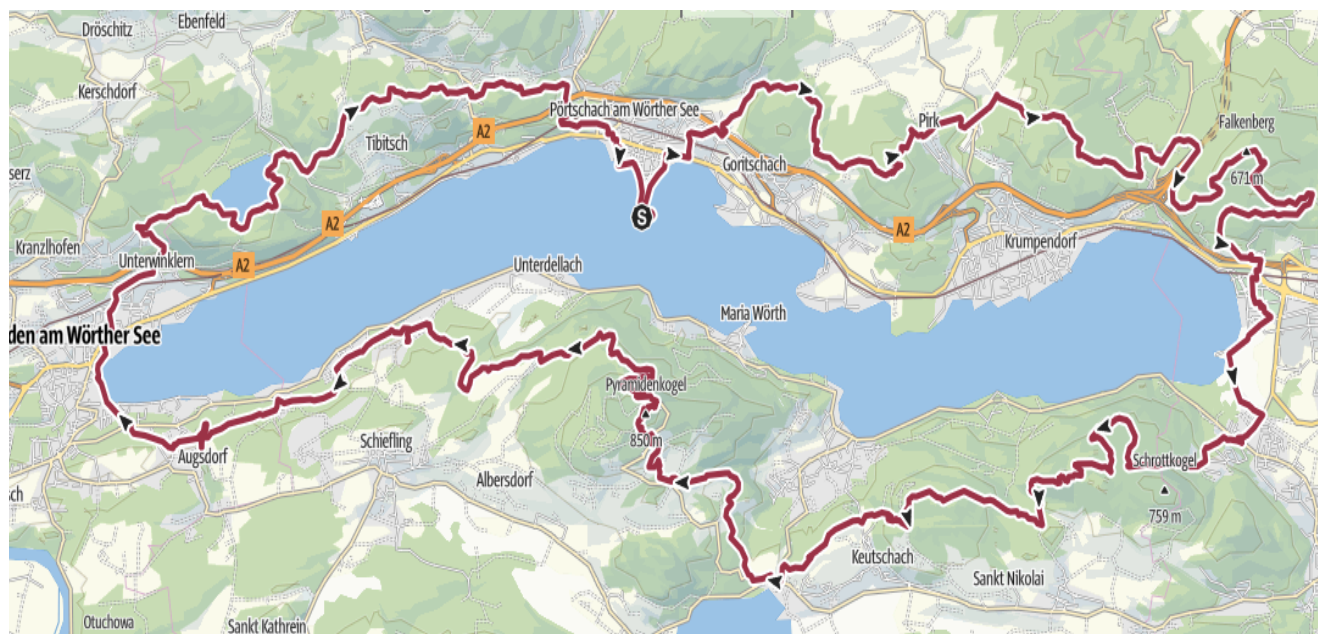 Dröschitz
Ebenfeld
Kerschdorf
Tibitsch
A2
Pörtschach am Wörther See
Goritschach
Pirk
Falkenberg
671 m
serz
Kranzlhofen
Unterwinklern
A2
A2
S
A2
Krumpendorf
Unterdellach
Maria Wörth
den am Wörther See
Pyramidenkogel
850 m
Schiefling
Augsdorf
Albersdorf
Schrottkogel
759 m
sch
Keutschach
Sankt Nikolai
Otuchowa
Sankt Kathrein